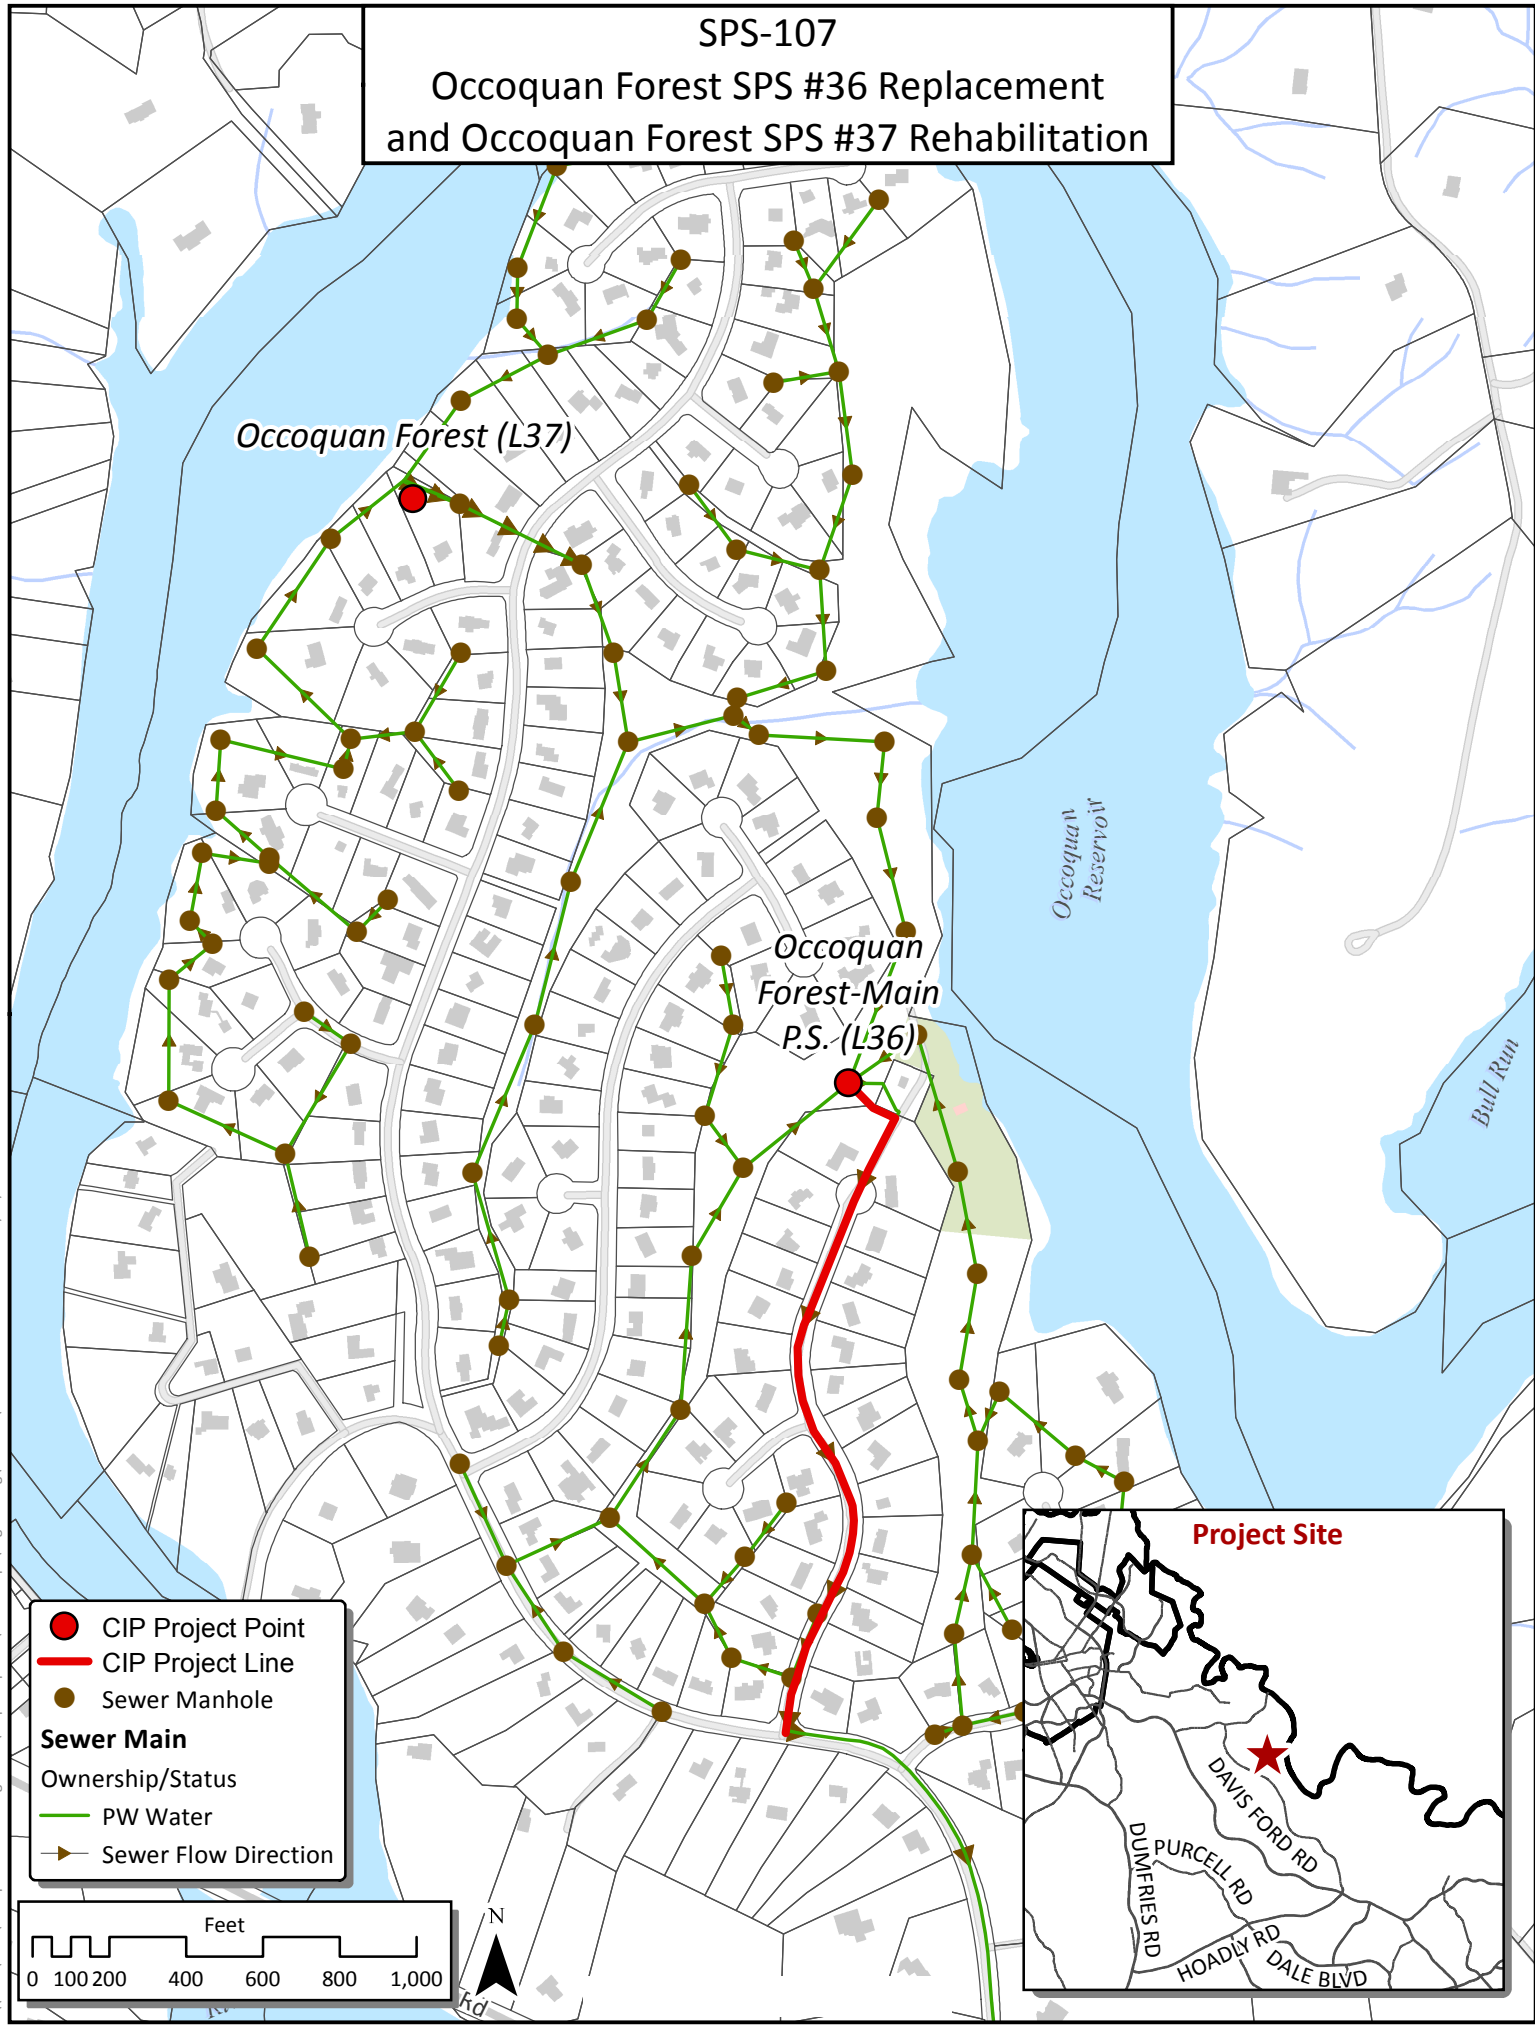 SPS-107
Occoquan Forest SPS #36 Replacement
and Occoquan Forest SPS #37 Rehabilitation
Occoquan Forest (L37)
Occoquan
Reservoir
Occoquan
Forest-Main
P.S. (L36)
Bull Run
Project Site
DAVIS FORD RD
DUMFRIES RD
PURCELL RD
HOADLY RD
DALE BLVD
CIP Project Point
CIP Project Line
Sewer Manhole
Sewer Main
Ownership/Status
PW Water
Sewer Flow Direction
Feet
0 100 200 400 600 800 1,000
N
Rd